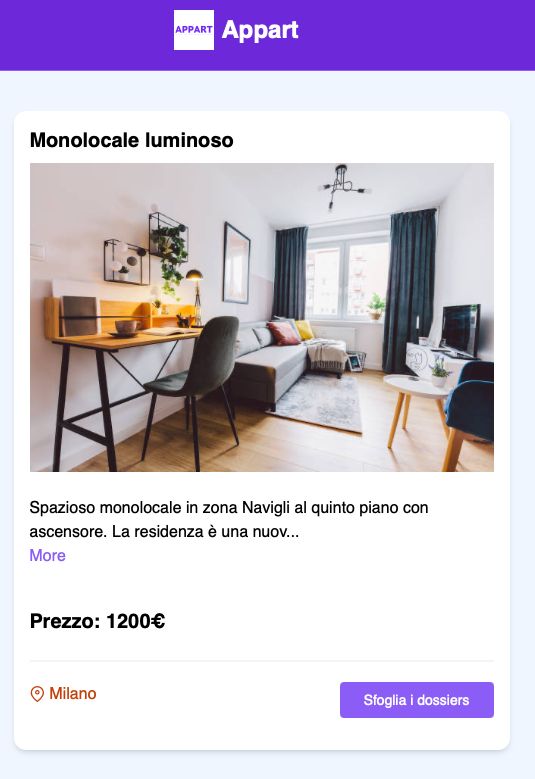 APPART Appart
Monolocale luminoso
Spazioso monolocale in zona Navigli al quinto piano con
ascensore. La residenza è una nuov...
More
Prezzo: 1200€
Milano
Sfoglia i dossiers